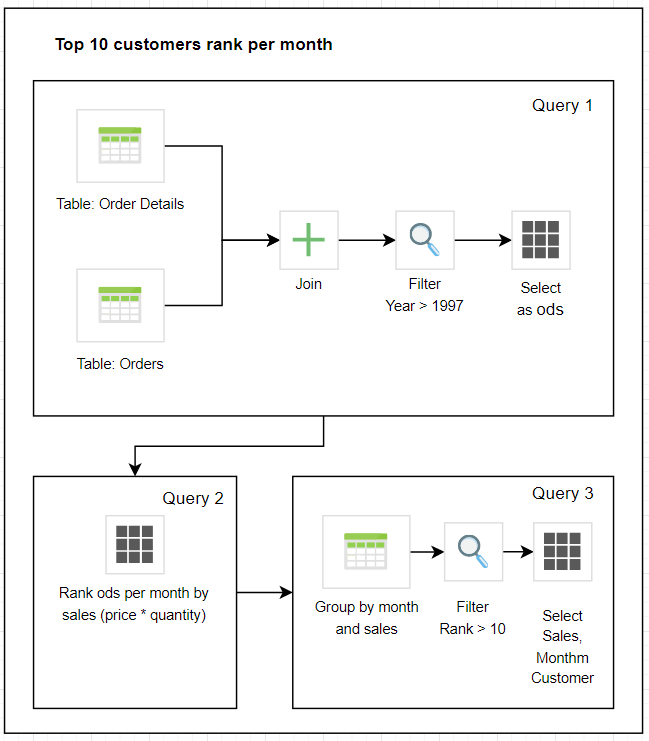 Top 10 customers rank per month
Query 1
Table: Order Details
Join
Filter
Year > 1997
Select
as ods
Table: Orders
Query 2
Rank ods per month by
sales (price * quantity)
Query 3
Group by month
and sales
Filter
Rank > 10
Select
Sales,
Monthm
Customer